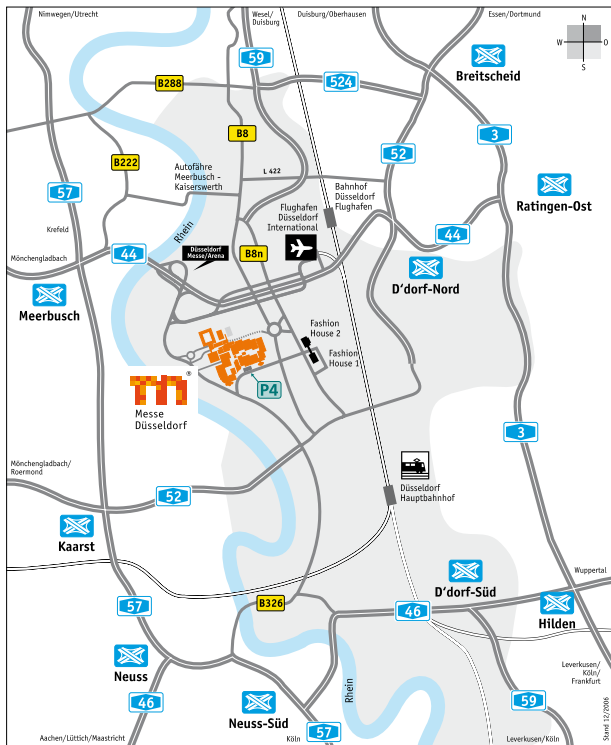 Nimwegen/Utrecht
Wesel/
Duisburg
Duisburg/Oberhausen
Essen/Dortmund
N
W
O
S
59
Breitscheid
B288
524
3
B8
52
B222
L 422
57
Autofähre
Meerbusch -
Kaiserswerth
Bahnhof
Düsseldorf
Flughafen
Ratingen-Ost
Flughafen
Düsseldorf
International
Krefeld
Rhein
44
Mönchengladbach
44
Düsseldorf
Messe/Arena
B8n
D'dorf-Nord
Meerbusch
Fashion
House 2
Fashion
House 1
P4
®
Messe
Düsseldorf
3
Mönchengladbach/
Roermond
52
Düsseldorf
Hauptbahnhof
Kaarst
Wuppertal
D'dorf-Süd
57
B326
46
Hilden
Neuss
Leverkusen/
Köln/
Frankfurt
46
Neuss-Süd
Rhein
59
57
Aachen/Lüttich/Maastricht
Köln
Leverkusen/Köln
Stand 12/2006